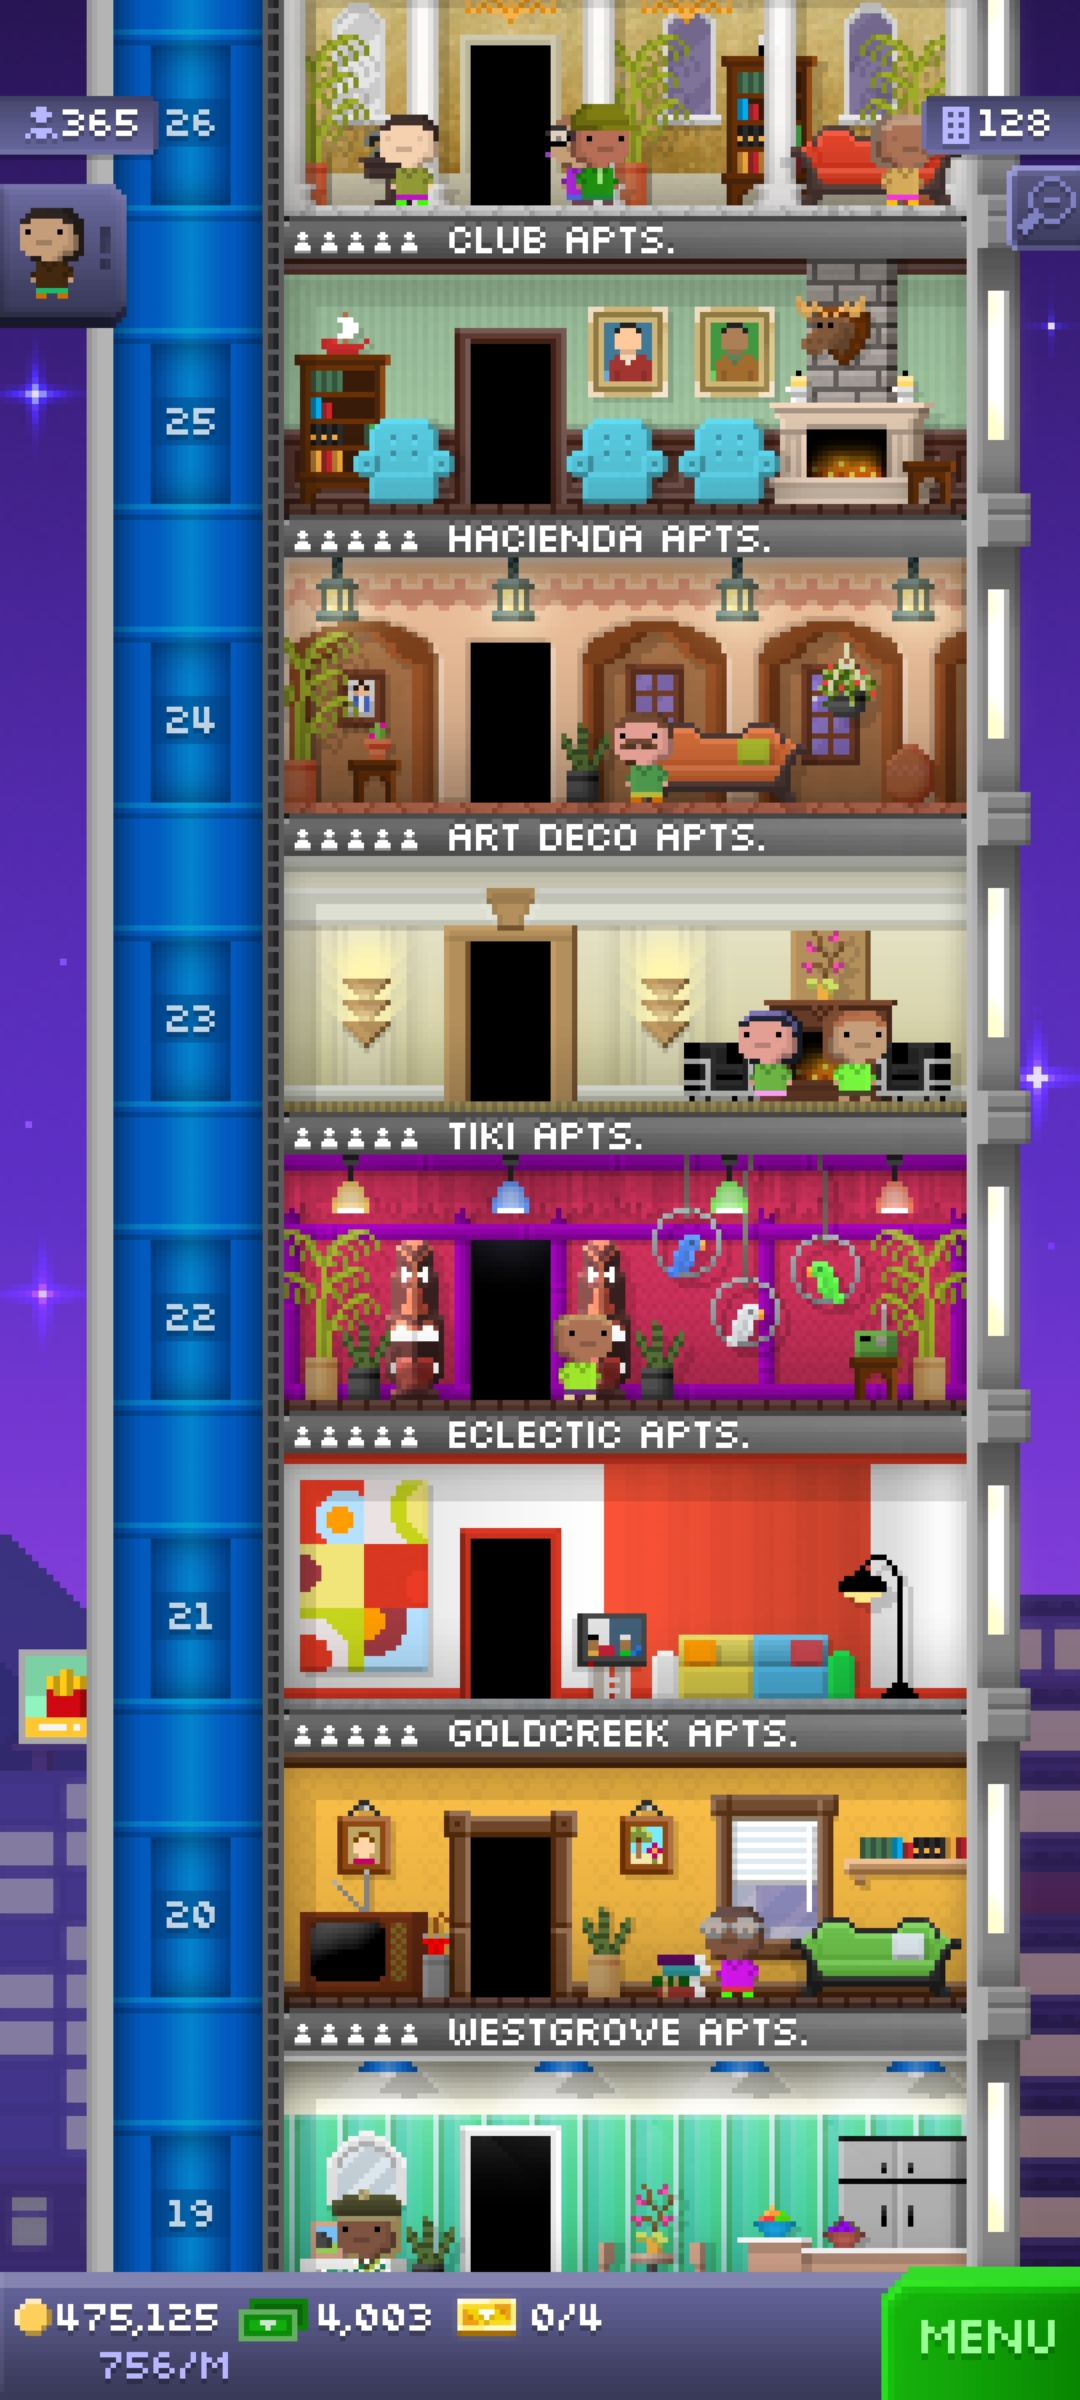 365
26
128
!
CLUB APTS.
25
HACIENDA APTS.
24
ART DECO APTS.
23
TIKI APTS.
22
ECLECTIC APTS.
21
GOLDCREEK APTS.
20
WESTGROVE APTS.
19
475,125 4,003 0/4
756/M
MENU